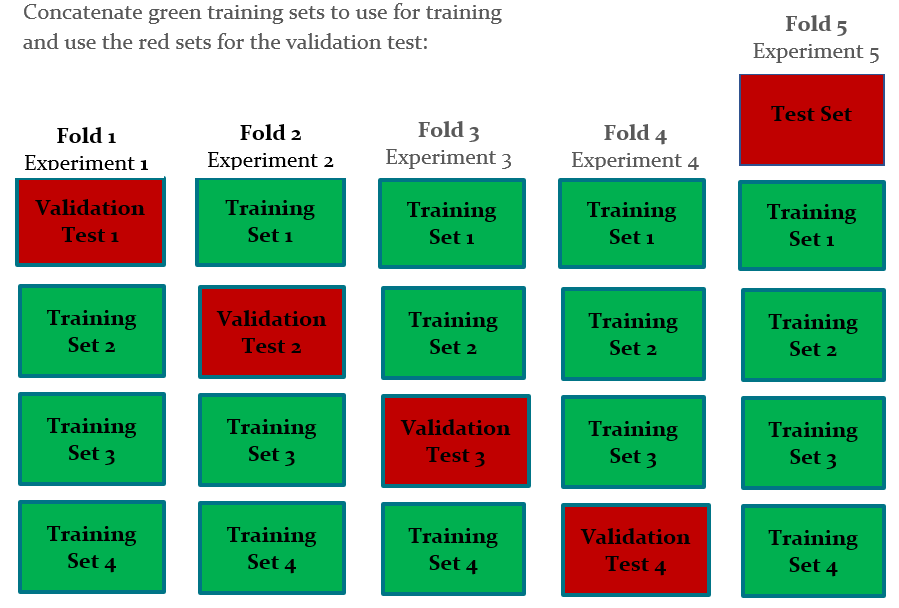 Concatenate green training sets to use for training
and use the red sets for the validation test:
Fold 1
Experiment 1
Validation
Test 1
Training
Set 2
Training
Set 3
Training
Set 4
Fold 2
Experiment 2
Training
Set 1
Validation
Test 2
Training
Set 3
Training
Set 4
Fold 3
Experiment 3
Training
Set 1
Training
Set 2
Validation
Test 3
Training
Set 4
Fold 4
Experiment 4
Training
Set 1
Training
Set 2
Training
Set 3
Validation
Test 4
Fold 5
Experiment 5
Test Set
Training
Set 1
Training
Set 2
Training
Set 3
Training
Set 4